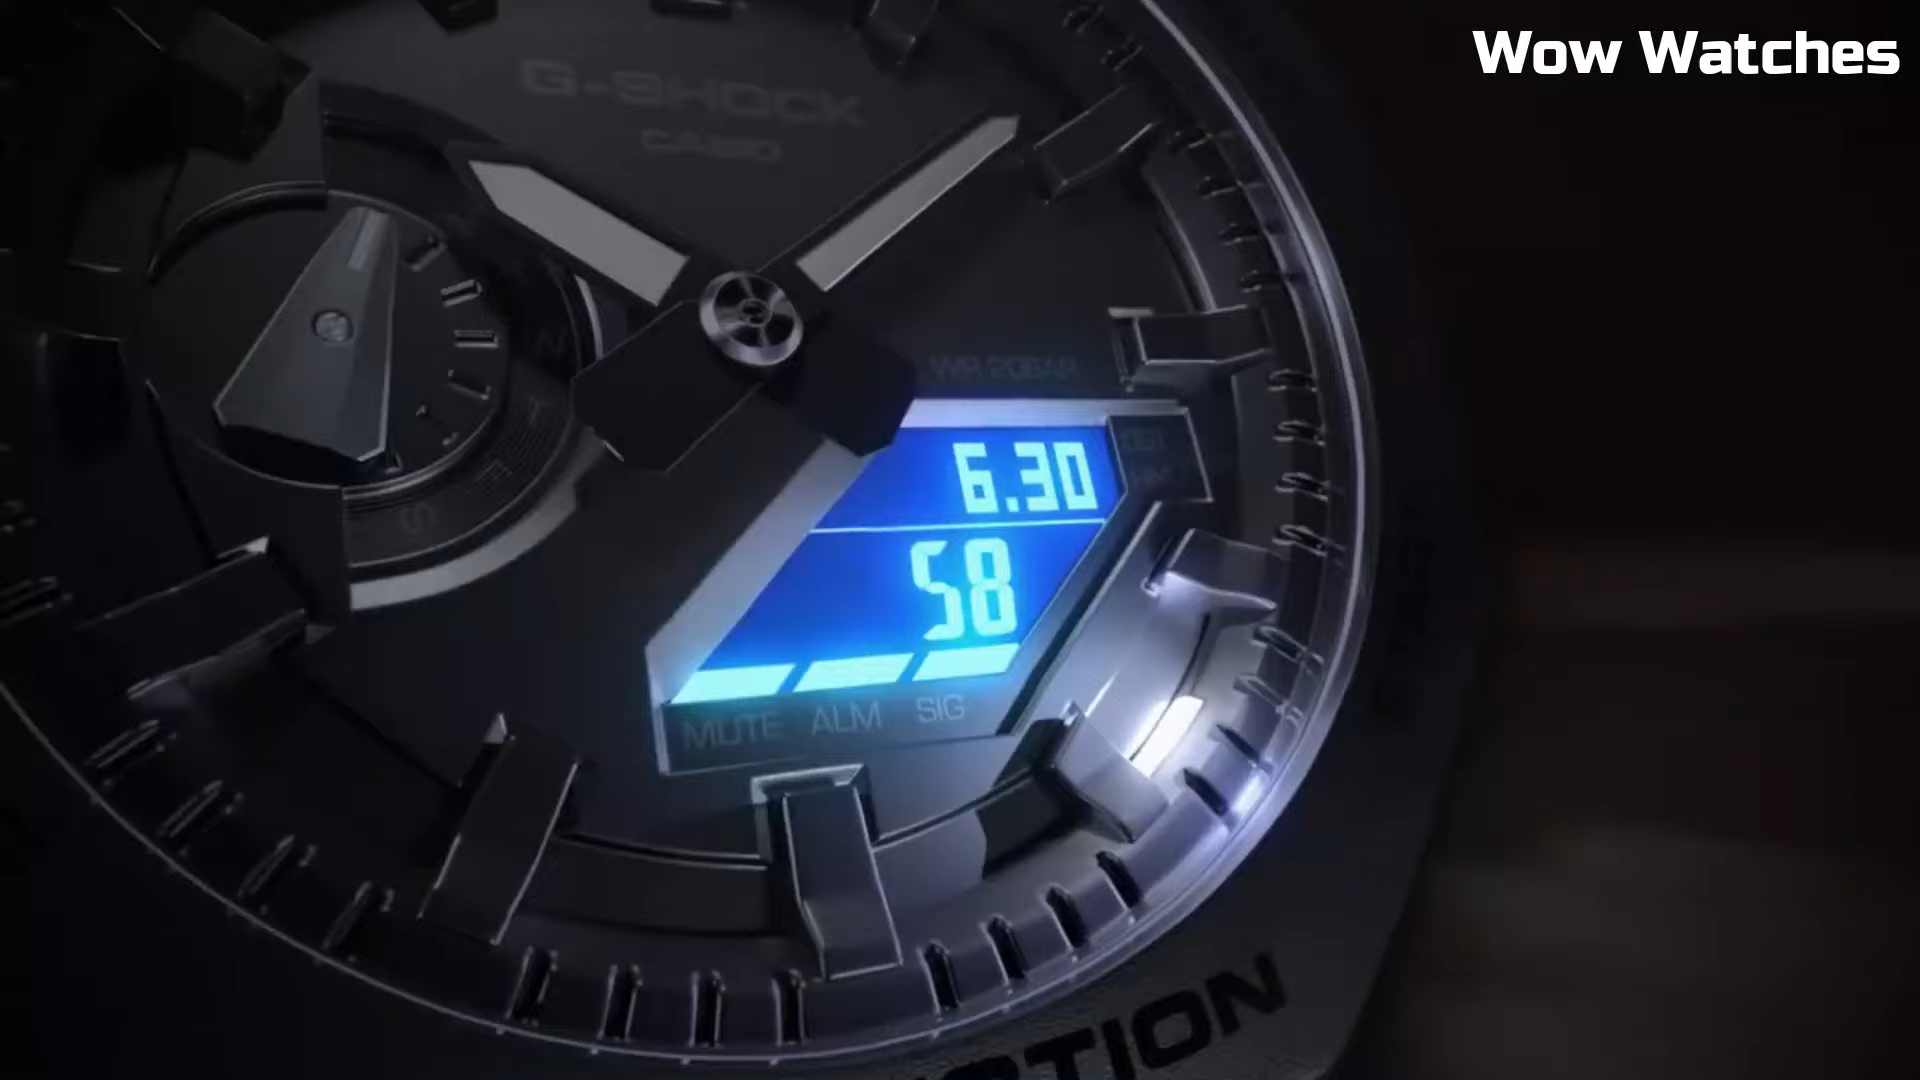 Wow Watches
G-SHOCK
CASIO
WR 20BAR
6.30
58
MUTE ALM SIG
S